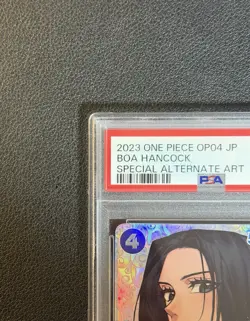 2023 ONE PIECE OP04 JP
BOA HANCOCK
SPECIAL ALTERNATE ART
PSA
4